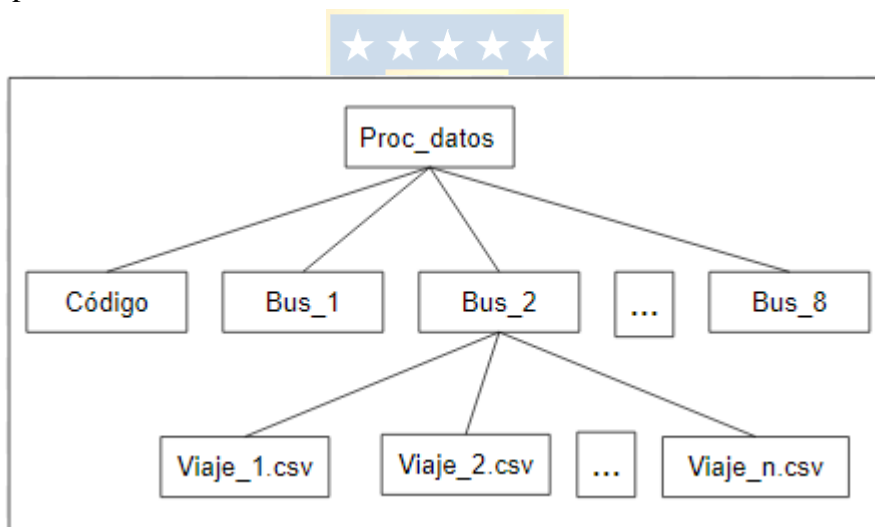 Proc_datos
Código Bus_1 Bus_2 ... Bus_8
Viaje_1.csv Viaje_2.csv ... Viaje_n.csv